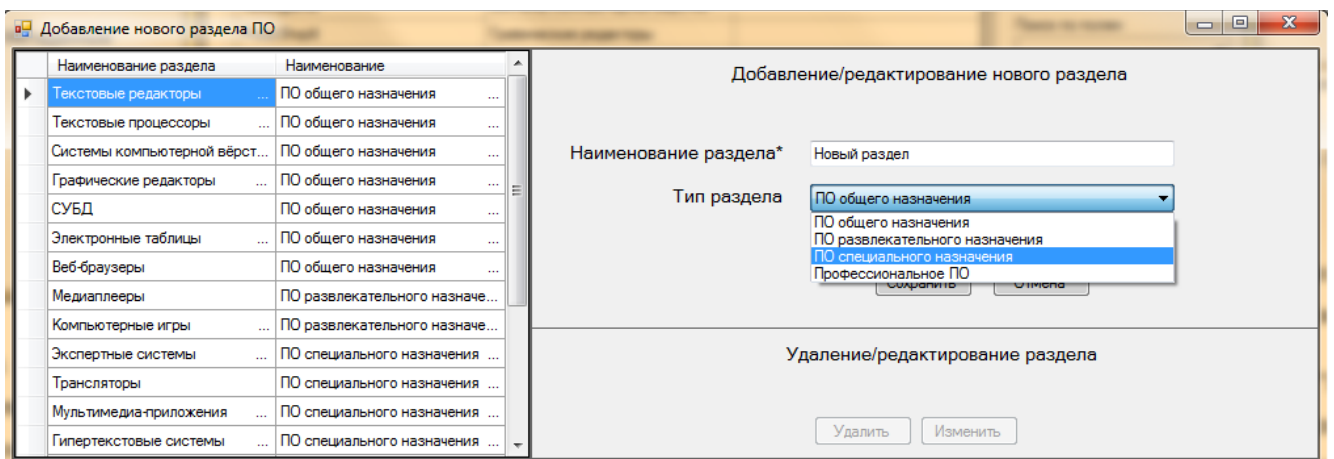 Добавление нового раздела ПО
Наименование раздела Наименование
Текстовые редакторы ... ПО общего назначения ...
Текстовые процессоры ... ПО общего назначения ...
Системы компьютерной вёрст... ПО общего назначения ...
Графические редакторы ... ПО общего назначения ...
СУБД ПО общего назначения ...
Электронные таблицы ... ПО общего назначения ...
Веб-браузеры ПО общего назначения ...
Медиаплееры ПО развлекательного назначе...
Компьютерные игры ... ПО развлекательного назначе...
Экспертные системы ... ПО специального назначения ...
Трансляторы ПО специального назначения ...
Мультимедиа-приложения ... ПО специального назначения ...
Гипертекстовые системы ... ПО специального назначения ...
Добавление/редактирование нового раздела
Наименование раздела* Новый раздел
Тип раздела ПО общего назначения
ПО общего назначения
ПО развлекательного назначения
ПО специального назначения
Профессиональное ПО
Сохранить Отмена
Удаление/редактирование раздела
Удалить Изменить